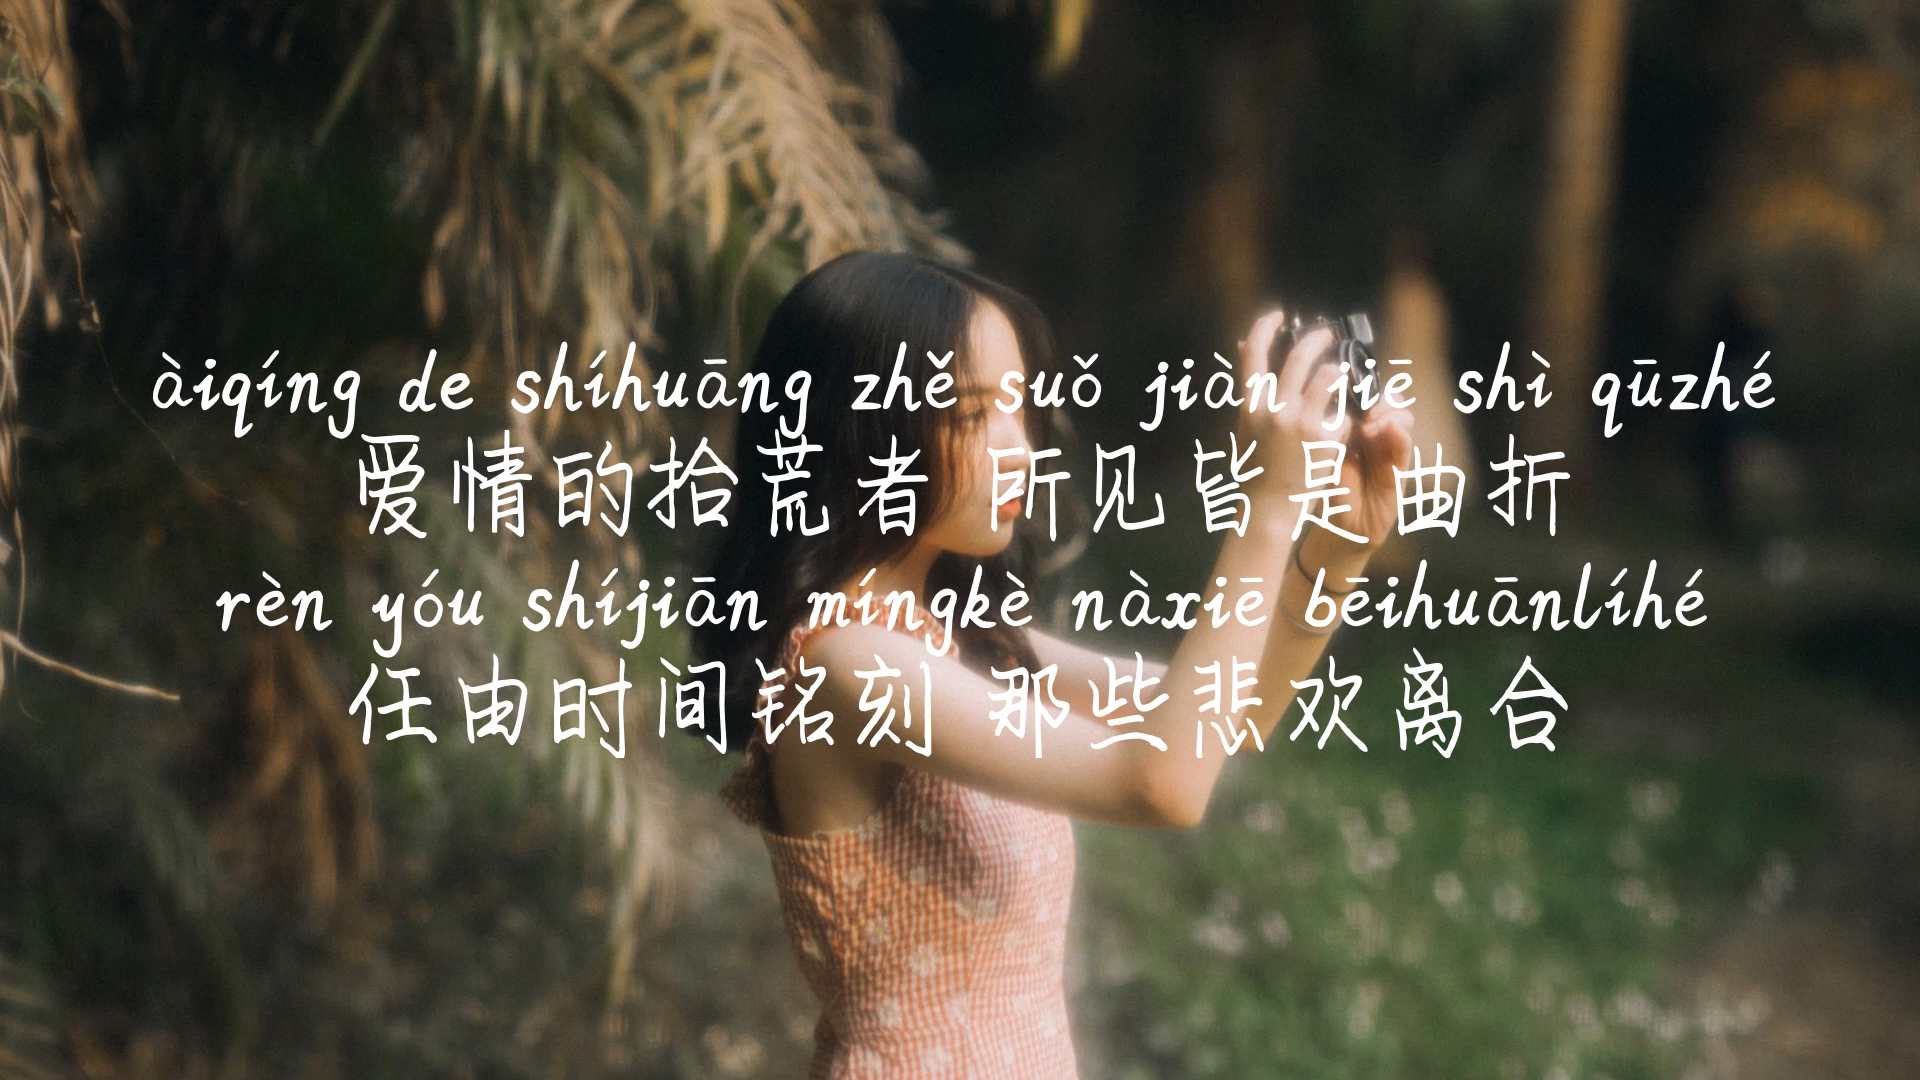 àiqíng de shíhuāng zhě suǒ jiàn jiē shì qūzhé
爱情的拾荒者 所见皆是曲折
rèn yóu shíjiān míngkè nàxiē bēihuānlíhé
任由时间铭刻 那些悲欢离合